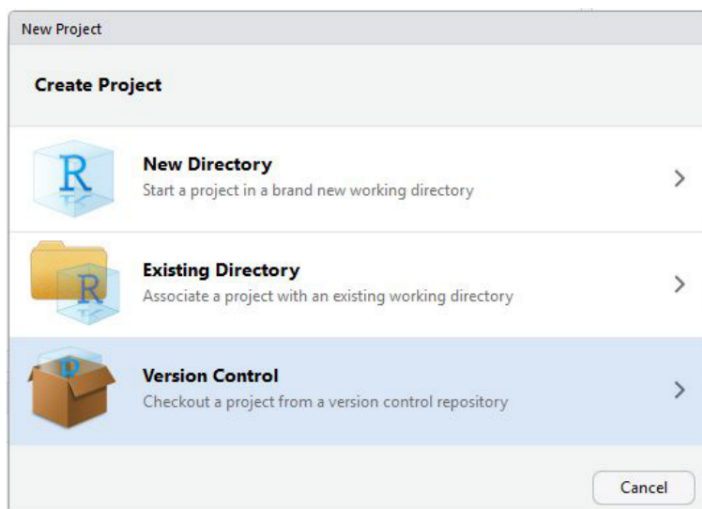 New Project
Create Project
New Directory
Start a project in a brand new working directory
Existing Directory
Associate a project with an existing working directory
Version Control
Checkout a project from a version control repository
Cancel